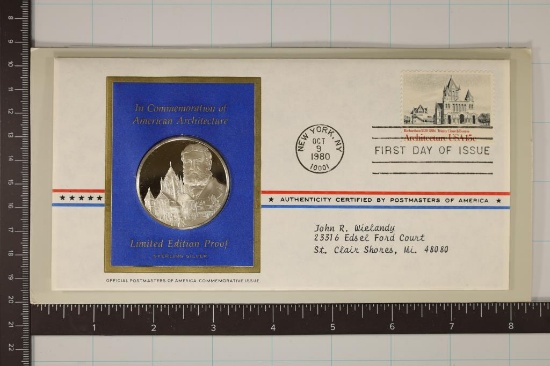 In Commemoration of
American Architecture
Limited Edition Proof
STERLING SILVER
OFFICIAL POSTMASTERS OF AMERICA COMMEMORATIVE ISSUE
NEW YORK, NY
OCT
9
1980
10001
Architecture USA 15c
FIRST DAY OF ISSUE
★★★★★
★ AUTHENTICITY CERTIFIED BY POSTMASTERS OF AMERICA ★
John R. Wielandy
23316 Edsel Ford Court
St. Clair Shores, Mi. 48080
1 2 3 4 5 6 7 8